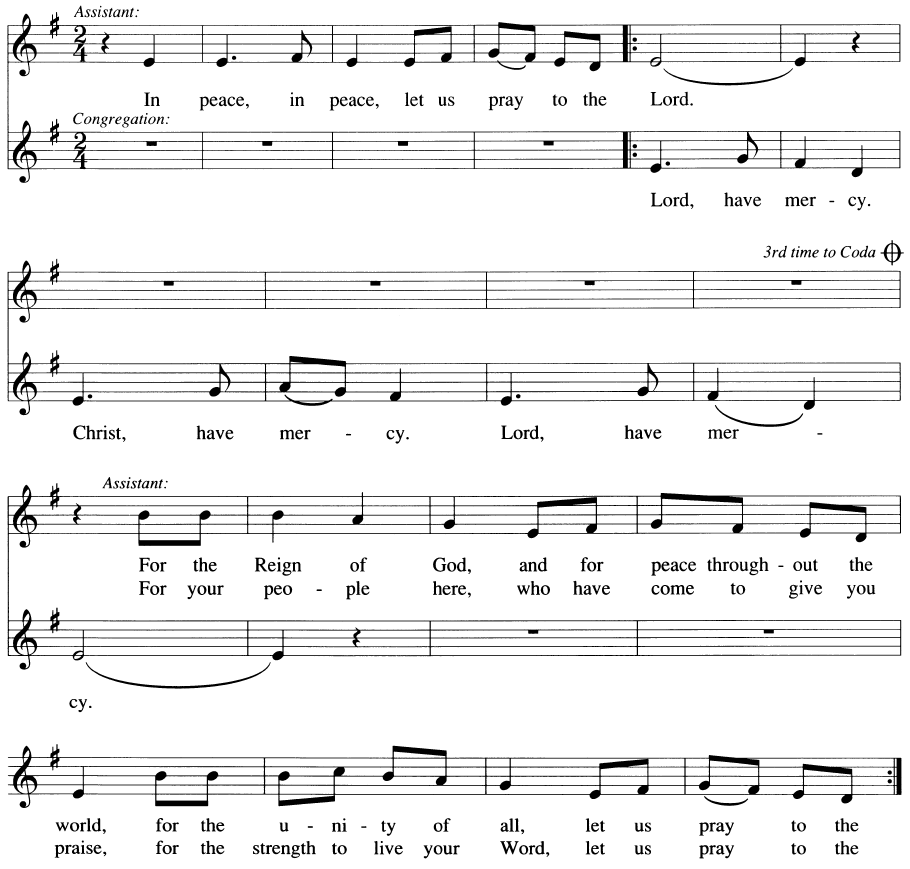 Assistant:
2
4
In peace, in peace, let us pray to the Lord.
Congregation:
2
4
Lord, have mer - cy.
3rd time to Coda
Christ, have mer - cy. Lord, have mer -
Assistant:
For the Reign of God, and for peace through - out the
For your peo - ple here, who have come to give you
cy.
world, for the u - ni - ty of all, let us pray to the
praise, for the strength to live your Word, let us pray to the